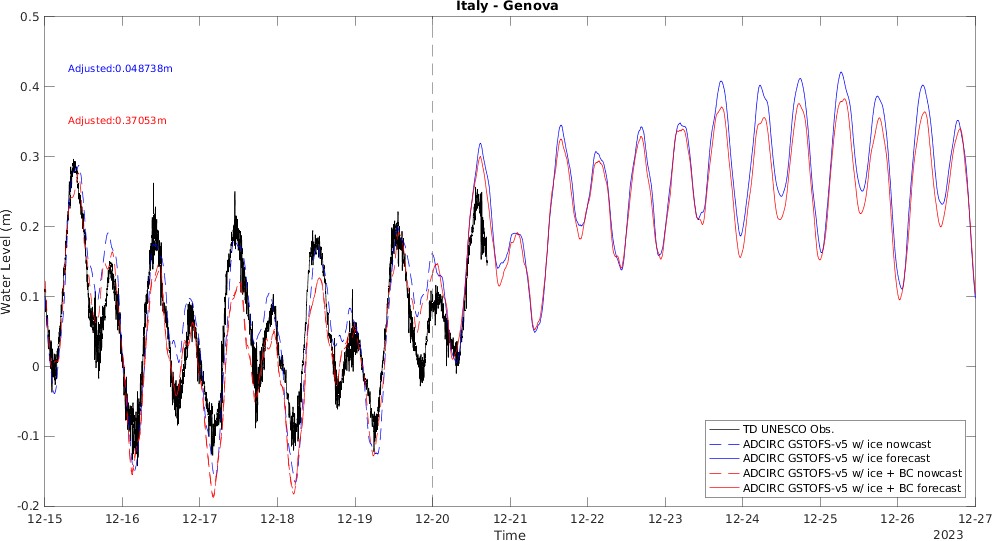 Italy - Genova
0.5
0.4
0.3
0.2
0.1
0
-0.1
-0.2
Water Level (m)
Adjusted:0.048738m
Adjusted:0.37053m
TD UNESCO Obs.
ADCIRC GSTOFS-v5 w/ ice nowcast
ADCIRC GSTOFS-v5 w/ ice forecast
ADCIRC GSTOFS-v5 w/ ice + BC nowcast
ADCIRC GSTOFS-v5 w/ ice + BC forecast
12-15 12-16 12-17 12-18 12-19 12-20 12-21 12-22 12-23 12-24 12-25 12-26 12-27
Time
2023